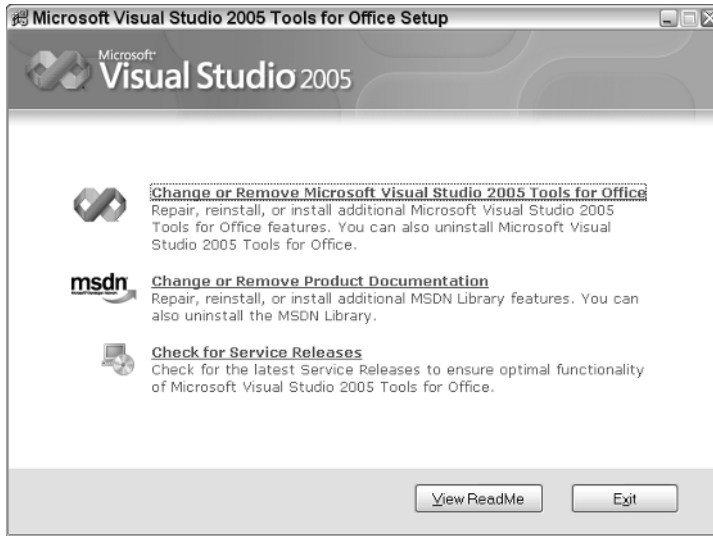 Microsoft Visual Studio 2005 Tools for Office Setup
Microsoft
Visual Studio 2005
Change or Remove Microsoft Visual Studio 2005 Tools for Office
Repair, reinstall, or install additional Microsoft Visual Studio 2005
Tools for Office features. You can also uninstall Microsoft Visual
Studio 2005 Tools for Office.
msdn
Change or Remove Product Documentation
Repair, reinstall, or install additional MSDN Library features. You can
also uninstall the MSDN Library.
Check for Service Releases
Check for the latest Service Releases to ensure optimal functionality
of Microsoft Visual Studio 2005 Tools for Office.
View ReadMe
Exit